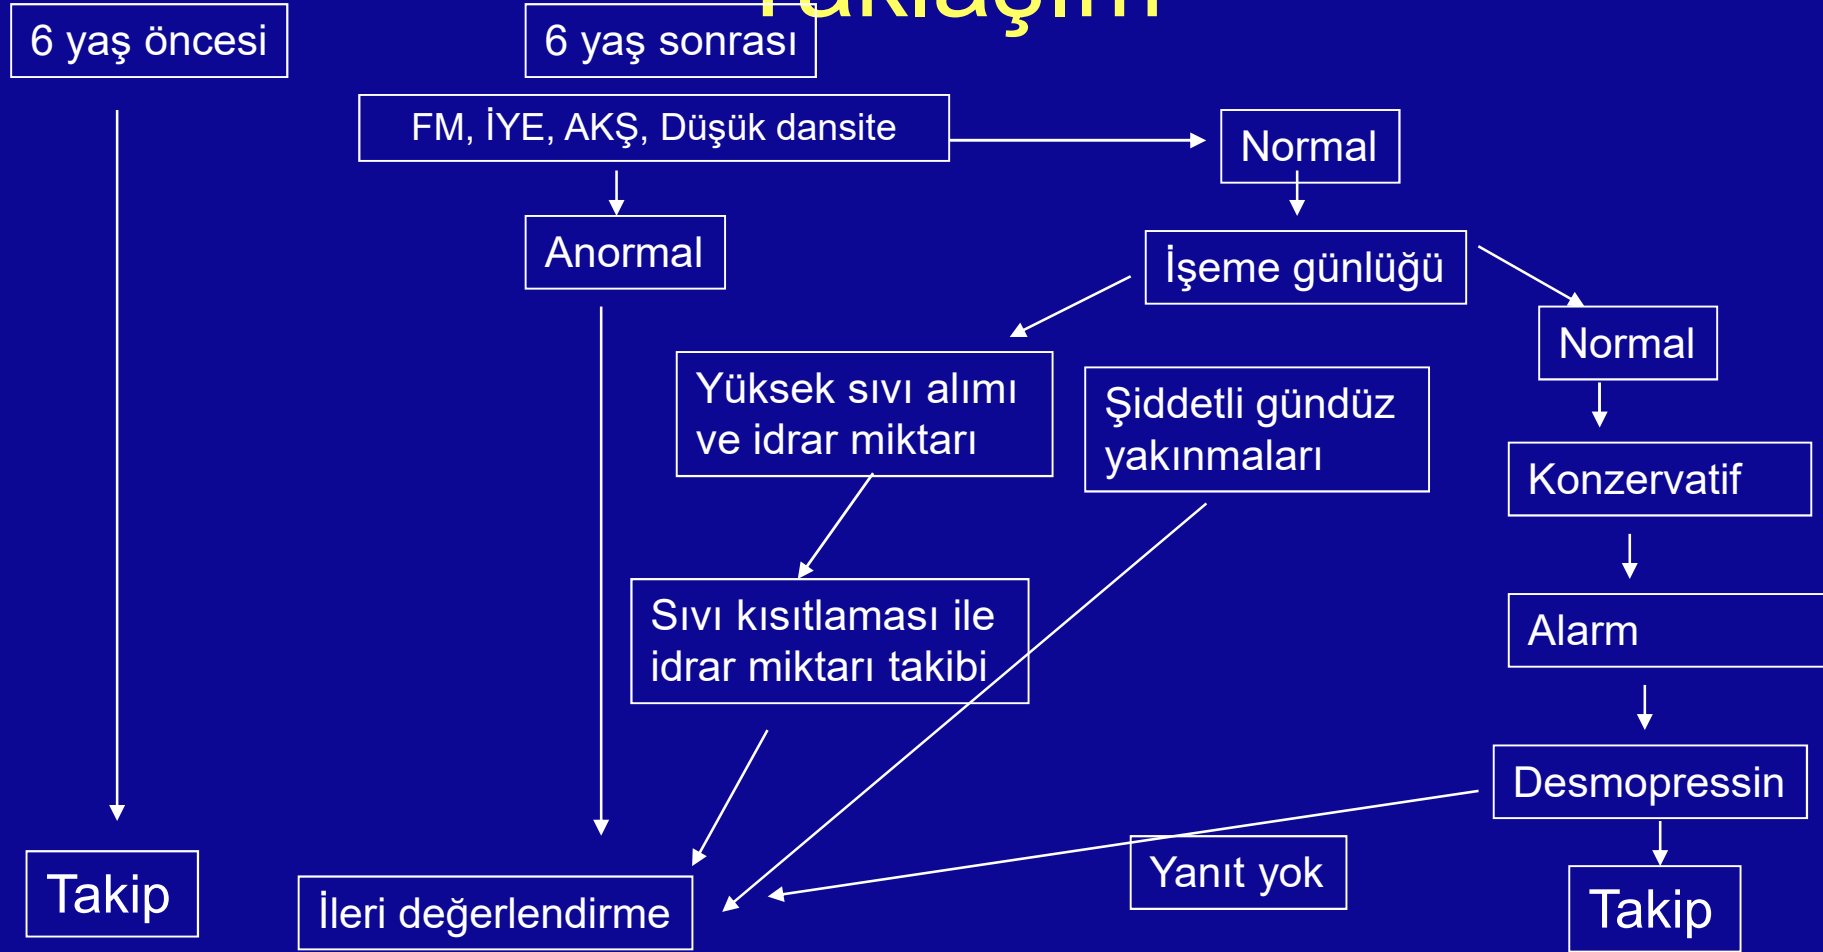 Yaklaşım
6 yaş öncesi
6 yaş sonrası
FM, İYE, AKŞ, Düşük dansite
Normal
Anormal
İşeme günlüğü
Normal
Yüksek sıvı alımı
ve idrar miktarı
Şiddetli gündüz
yakınmaları
Konzervatif
Sıvı kısıtlaması ile
idrar miktarı takibi
Alarm
Desmopressin
Yanıt yok
Takip
İleri değerlendirme
Takip